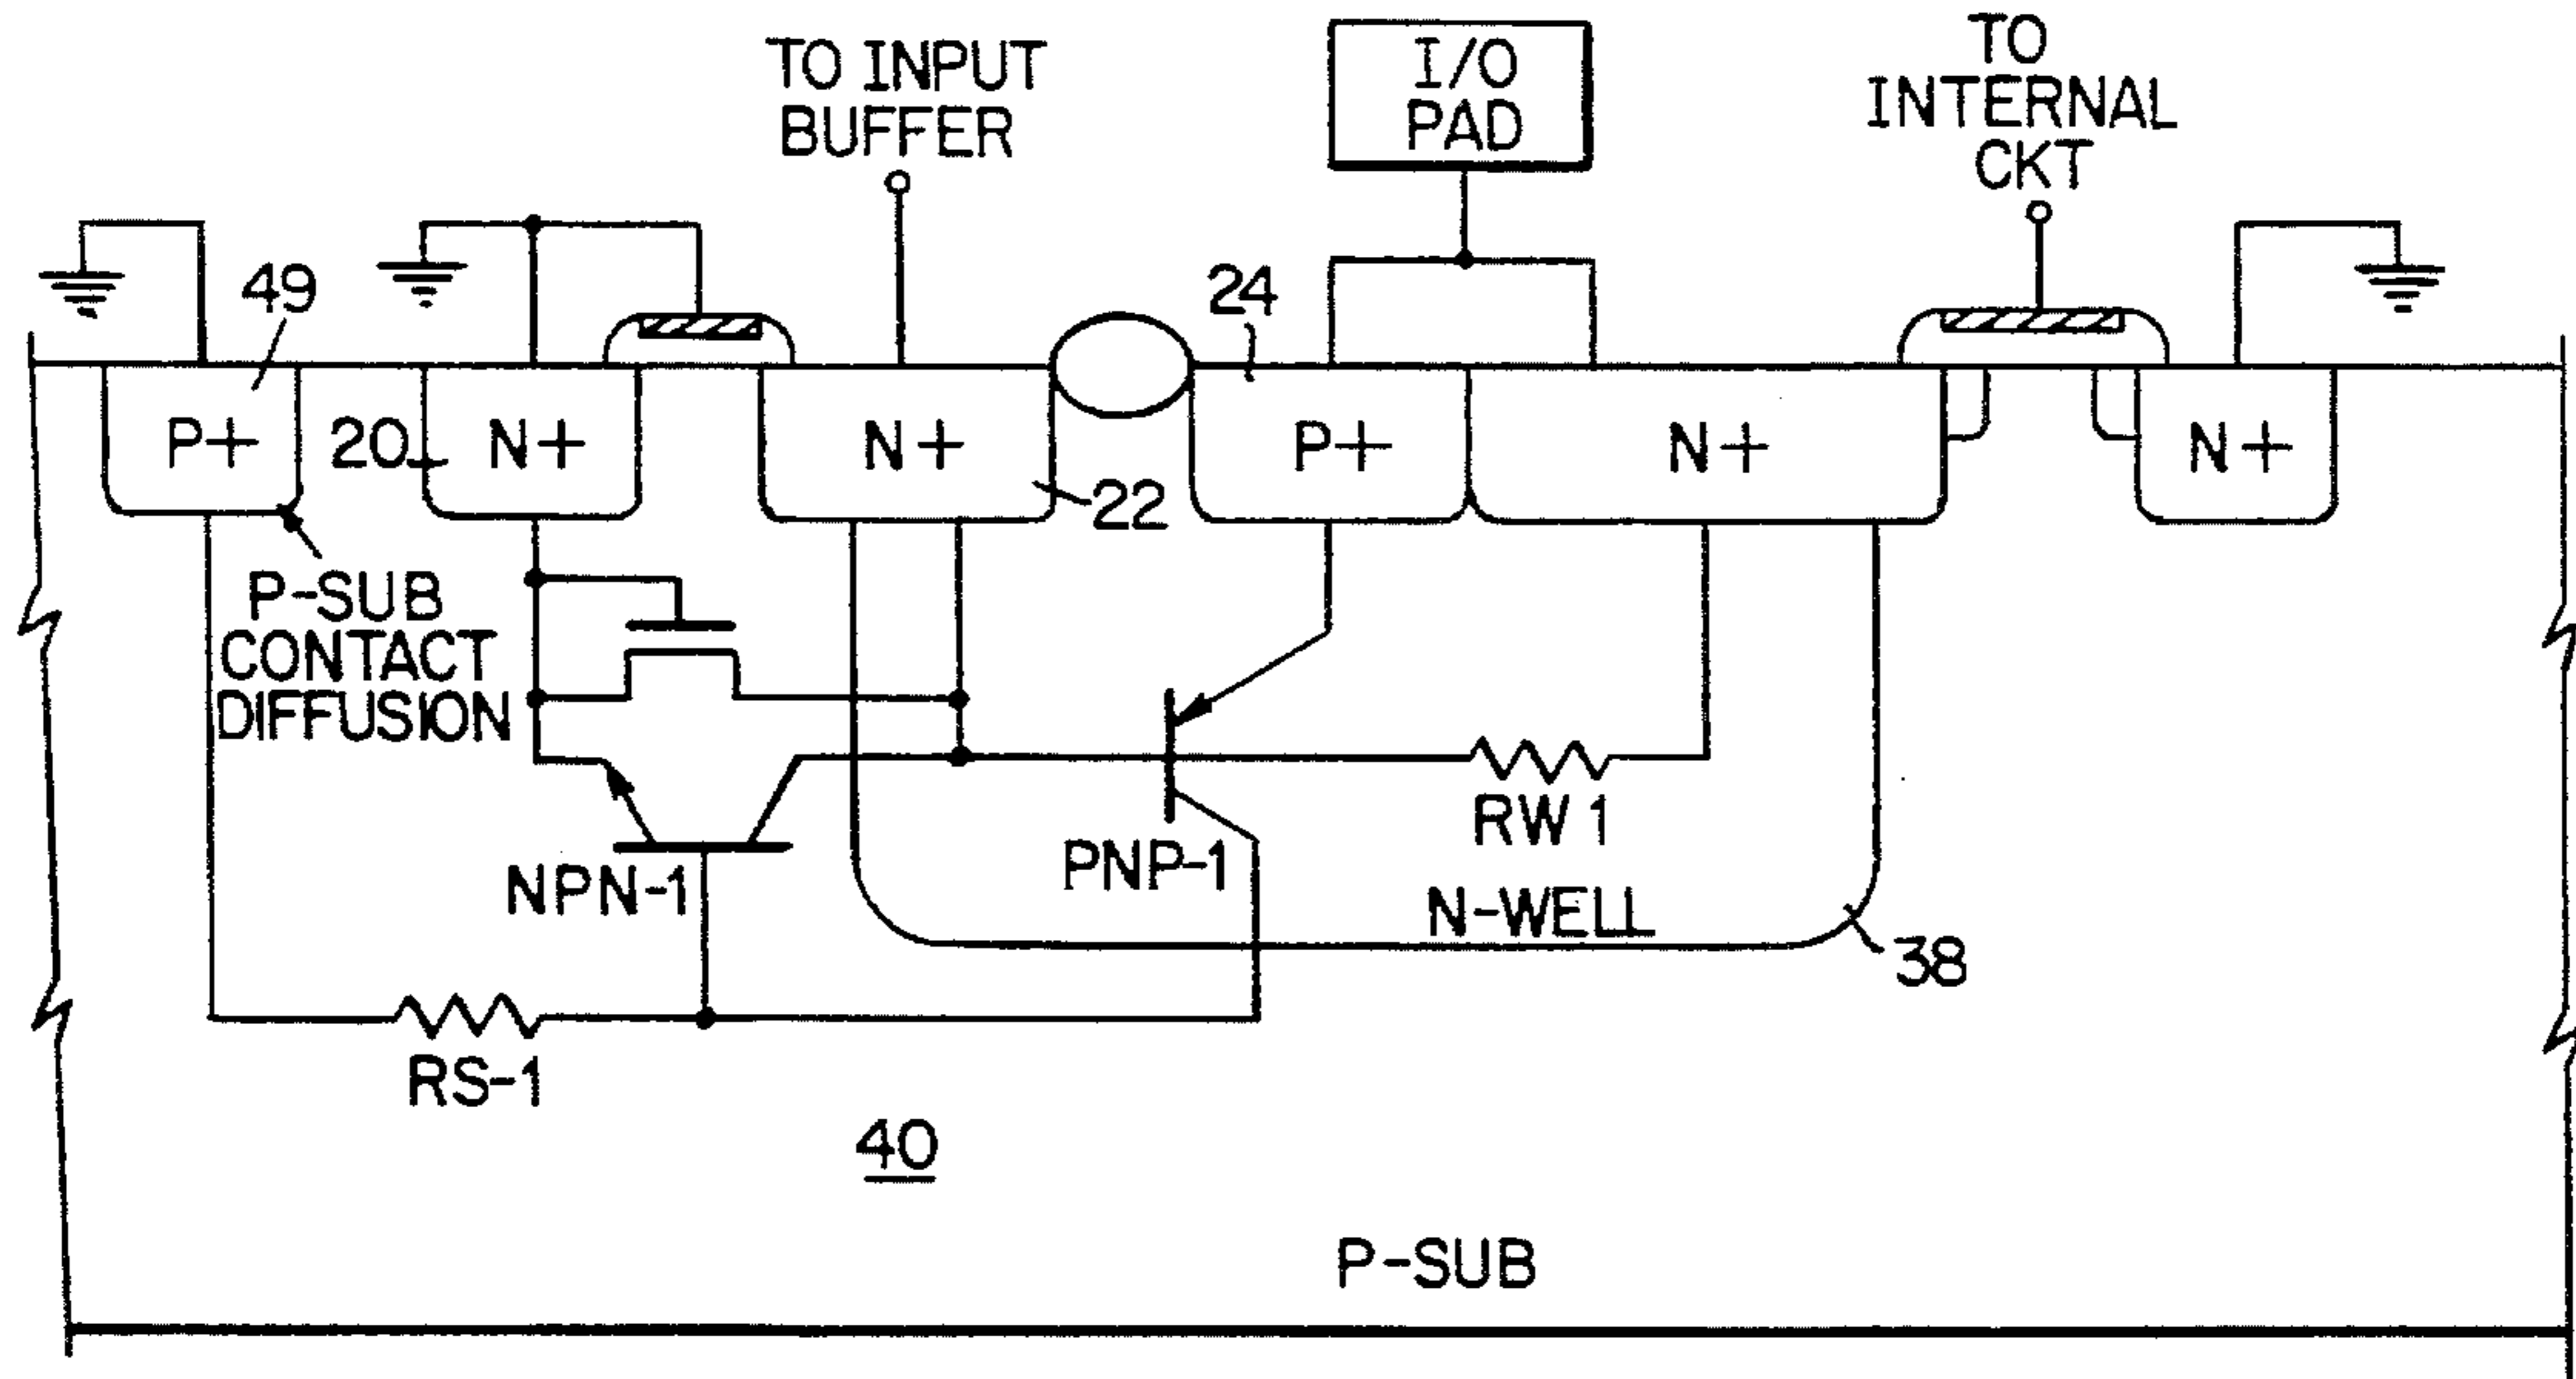 TO INPUT
BUFFER
I/O
PAD
TO
INTERNAL
CKT
49
24
P+
20
N+
N+
22
P+
N+
N+
P-SUB
CONTACT
DIFFUSION
NPN-1
PNP-1
RW 1
N-WELL
38
RS-1
40
P-SUB